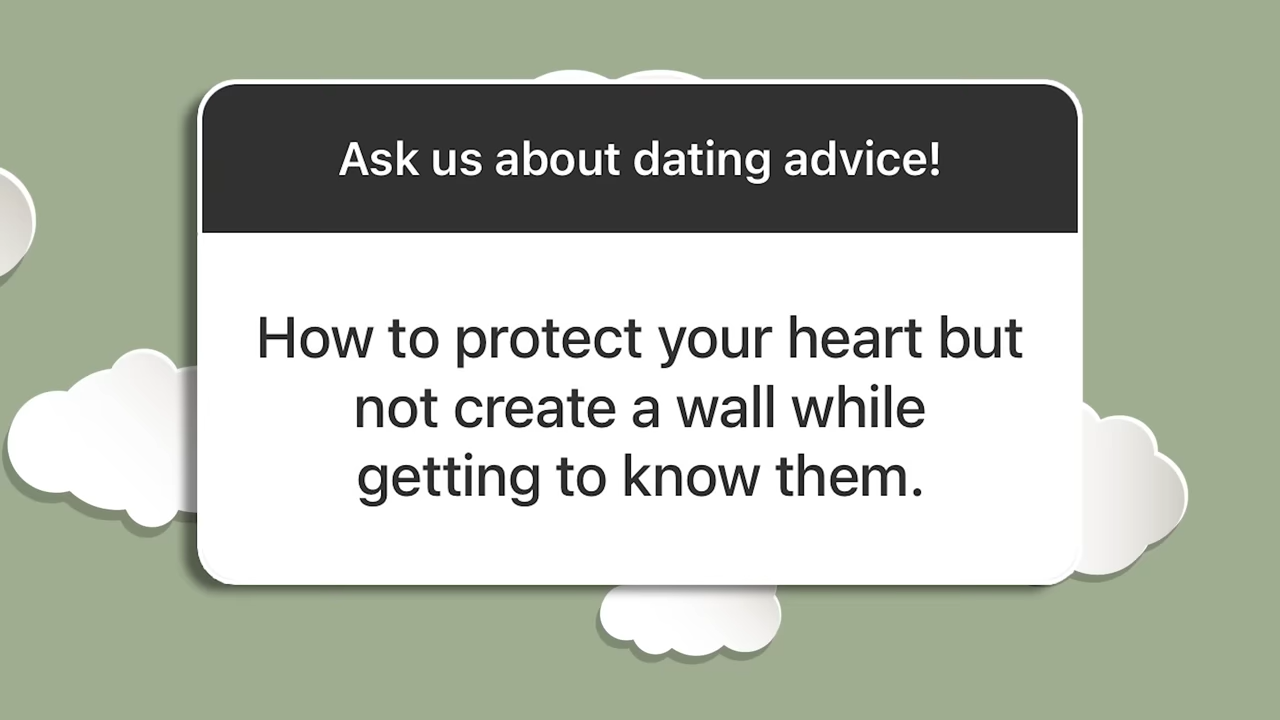 Ask us about dating advice!
How to protect your heart but
not create a wall while
getting to know them.